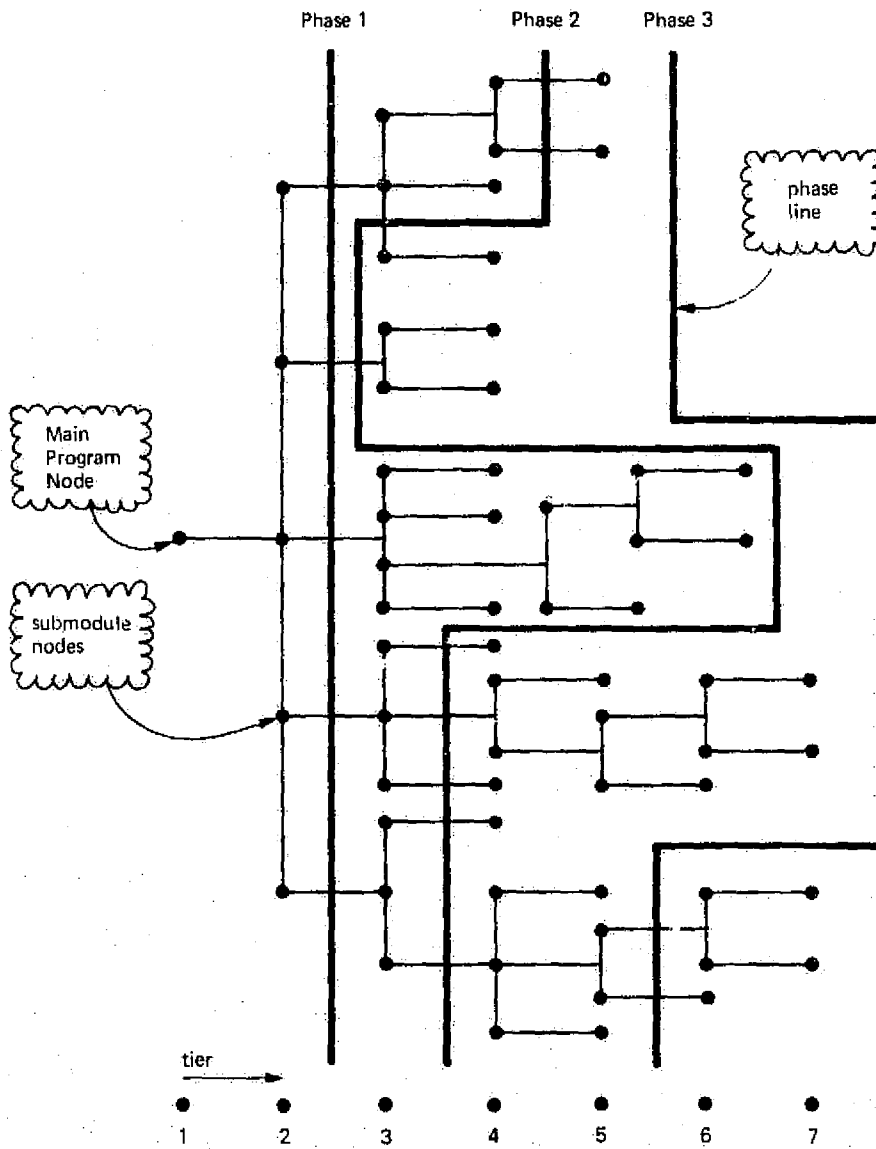 Phase 1
Phase 2
Phase 3
phase
line
Main
Program
Node
submodule
nodes
tier
1
2
3
4
5
6
7